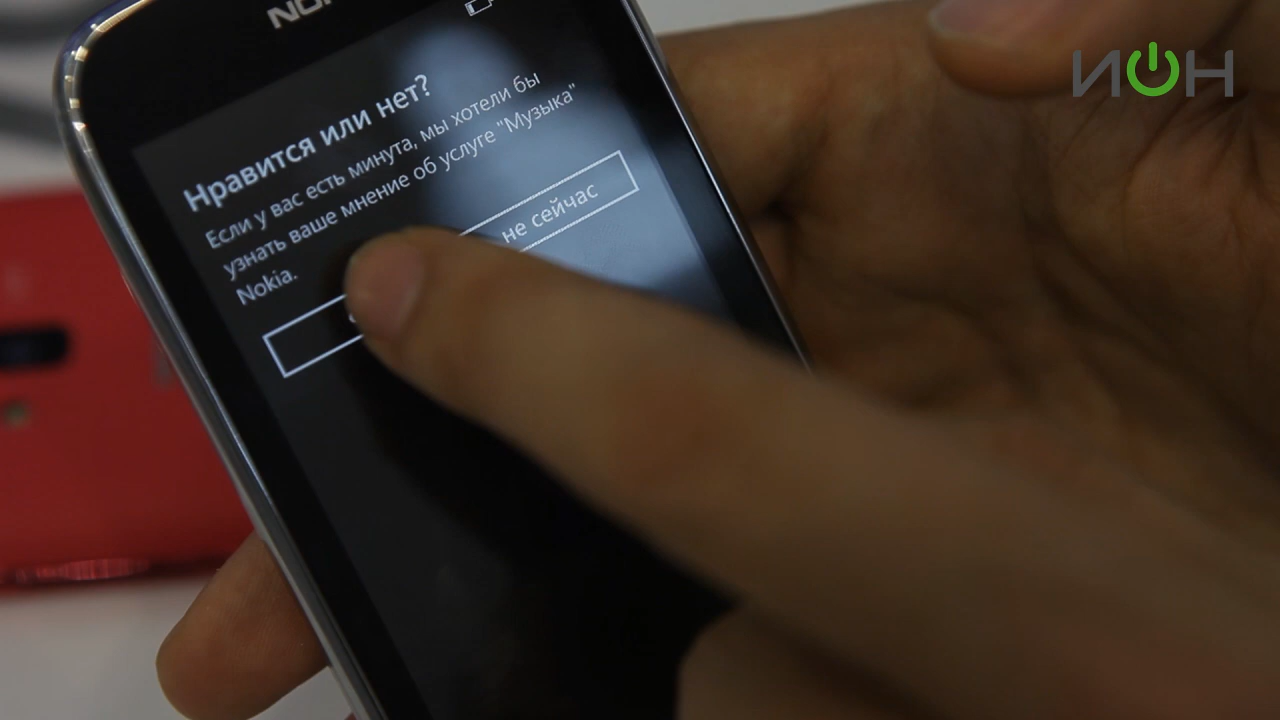 ИОН
Нравится или нет?
Если у вас есть минута, мы хотели бы
узнать ваше мнение об услуге "Музыка"
Nokia.
не сейчас